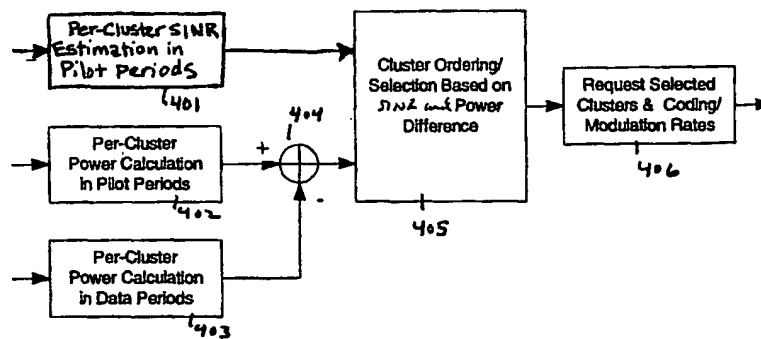 Per-Cluster SINR
Estimation in
Pilot Periods
401
Per-Cluster
Power Calculation
in Pilot Periods
402
Per-Cluster
Power Calculation
in Data Periods
403
404
+
-
Cluster Ordering/
Selection Based on
SINR and Power
Difference
405
Request Selected
Clusters & Coding/
Modulation Rates
406